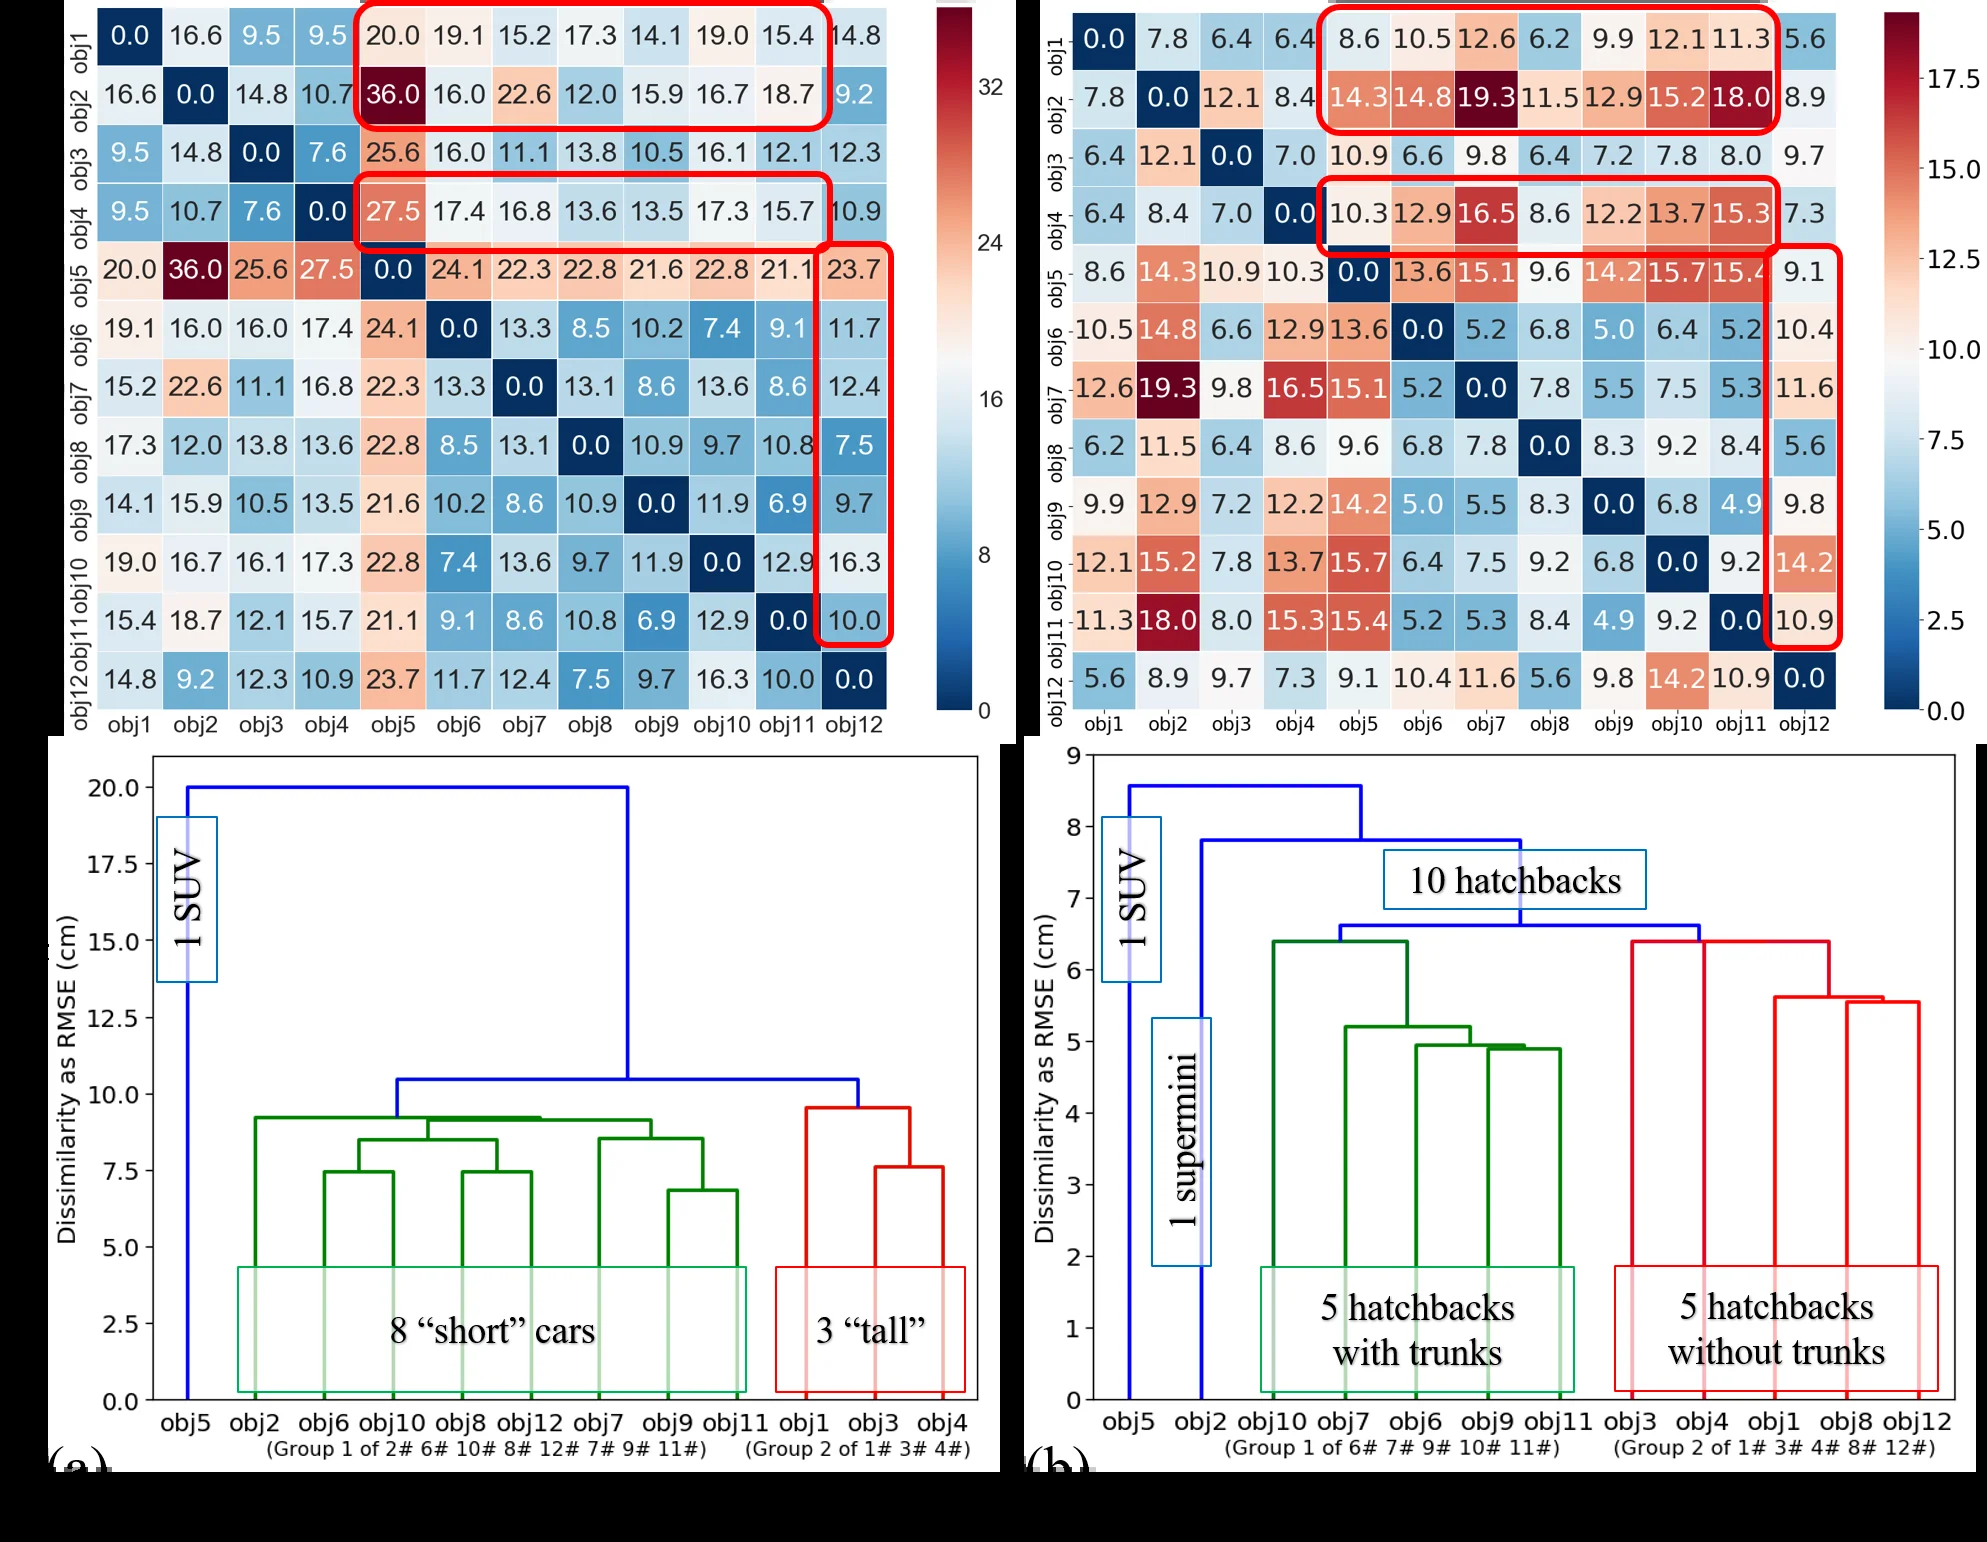 obj1 0.0 16.6 9.5 9.5 20.0 19.1 15.2 17.3 14.1 19.0 15.4 14.8
obj2 16.6 0.0 14.8 10.7 36.0 16.0 22.6 12.0 15.9 16.7 18.7 9.2
obj3 9.5 14.8 0.0 7.6 25.6 16.0 11.1 13.8 10.5 16.1 12.1 12.3
obj4 9.5 10.7 7.6 0.0 27.5 17.4 16.8 13.6 13.5 17.3 15.7 10.9
obj5 20.0 36.0 25.6 27.5 0.0 24.1 22.3 22.8 21.6 22.8 21.1 23.7
obj6 19.1 16.0 16.0 17.4 24.1 0.0 13.3 8.5 10.2 7.4 9.1 11.7
obj7 15.2 22.6 11.1 16.8 22.3 13.3 0.0 13.1 8.6 13.6 8.6 12.4
obj8 17.3 12.0 13.8 13.6 22.8 8.5 13.1 0.0 10.9 9.7 10.8 7.5
obj9 14.1 15.9 10.5 13.5 21.6 10.2 8.6 10.9 0.0 11.9 6.9 9.7
obj10 19.0 16.7 16.1 17.3 22.8 7.4 13.6 9.7 11.9 0.0 12.9 16.3
obj11 15.4 18.7 12.1 15.7 21.1 9.1 8.6 10.8 6.9 12.9 0.0 10.0
obj12 14.8 9.2 12.3 10.9 23.7 11.7 12.4 7.5 9.7 16.3 10.0 0.0
obj1 obj2 obj3 obj4 obj5 obj6 obj7 obj8 obj9 obj10 obj11 obj12
32
24
16
8
0
obj1 0.0 7.8 6.4 6.4 8.6 10.5 12.6 6.2 9.9 12.1 11.3 5.6
obj2 7.8 0.0 12.1 8.4 14.3 14.8 19.3 11.5 12.9 15.2 18.0 8.9
obj3 6.4 12.1 0.0 7.0 10.9 6.6 9.8 6.4 7.2 7.8 8.0 9.7
obj4 6.4 8.4 7.0 0.0 10.3 12.9 16.5 8.6 12.2 13.7 15.3 7.3
obj5 8.6 14.3 10.9 10.3 0.0 13.6 15.1 9.6 14.2 15.7 15.4 9.1
obj6 10.5 14.8 6.6 12.9 13.6 0.0 5.2 6.8 5.0 6.4 5.2 10.4
obj7 12.6 19.3 9.8 16.5 15.1 5.2 0.0 7.8 5.5 7.5 5.3 11.6
obj8 6.2 11.5 6.4 8.6 9.6 6.8 7.8 0.0 8.3 9.2 8.4 5.6
obj9 9.9 12.9 7.2 12.2 14.2 5.0 5.5 8.3 0.0 6.8 4.9 9.8
obj10 12.1 15.2 7.8 13.7 15.7 6.4 7.5 9.2 6.8 0.0 9.2 14.2
obj11 11.3 18.0 8.0 15.3 15.4 5.2 5.3 8.4 4.9 9.2 0.0 10.9
obj12 5.6 8.9 9.7 7.3 9.1 10.4 11.6 5.6 9.8 14.2 10.9 0.0
obj1 obj2 obj3 obj4 obj5 obj6 obj7 obj8 obj9 obj10 obj11 obj12
17.5
15.0
12.5
10.0
7.5
5.0
2.5
0.0
Dissimilarity as RMSE (cm)
20.0
17.5
15.0
12.5
10.0
7.5
5.0
2.5
0.0
1 SUV
8 “short” cars
3 “tall”
obj5 obj2 obj6 obj10 obj8 obj12 obj7 obj9 obj11 obj1 obj3 obj4
(Group 1 of 2# 6# 10# 8# 12# 7# 9# 11#) (Group 2 of 1# 3# 4#)
(a)
Dissimilarity as RMSE (cm)
9
8
7
6
5
4
3
2
1
0
1 SUV
1 supermini
10 hatchbacks
5 hatchbacks
with trunks
5 hatchbacks
without trunks
obj5 obj2 obj10 obj7 obj6 obj9 obj11 obj3 obj4 obj1 obj8 obj12
(Group 1 of 6# 7# 9# 10# 11#) (Group 2 of 1# 3# 4# 8# 12#)
(b)